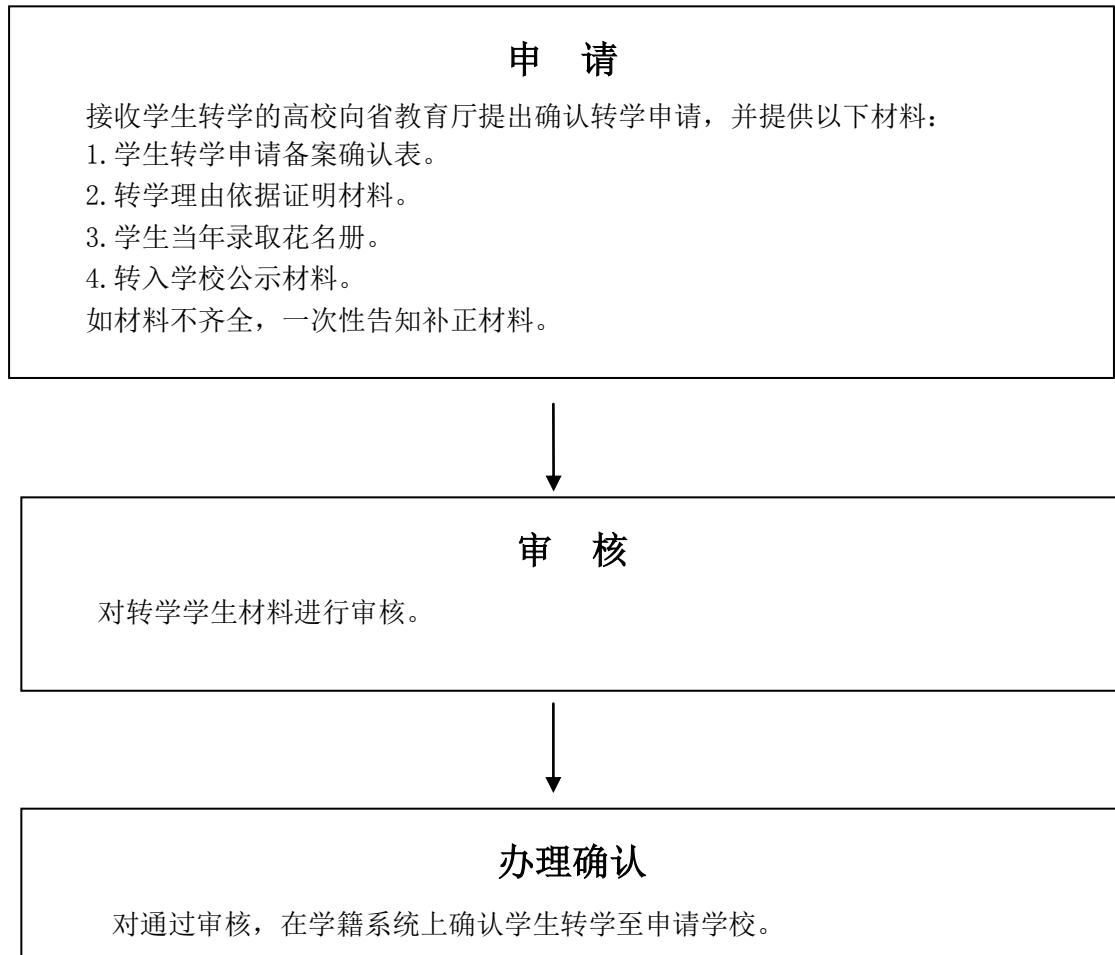 申　请
接收学生转学的高校向省教育厅提出确认转学申请，并提供以下材料：
1.学生转学申请备案确认表。
2.转学理由依据证明材料。
3.学生当年录取花名册。
4.转入学校公示材料。
如材料不齐全，一次性告知补正材料。
审　核
对转学学生材料进行审核。
办理确认
对通过审核，在学籍系统上确认学生转学至申请学校。